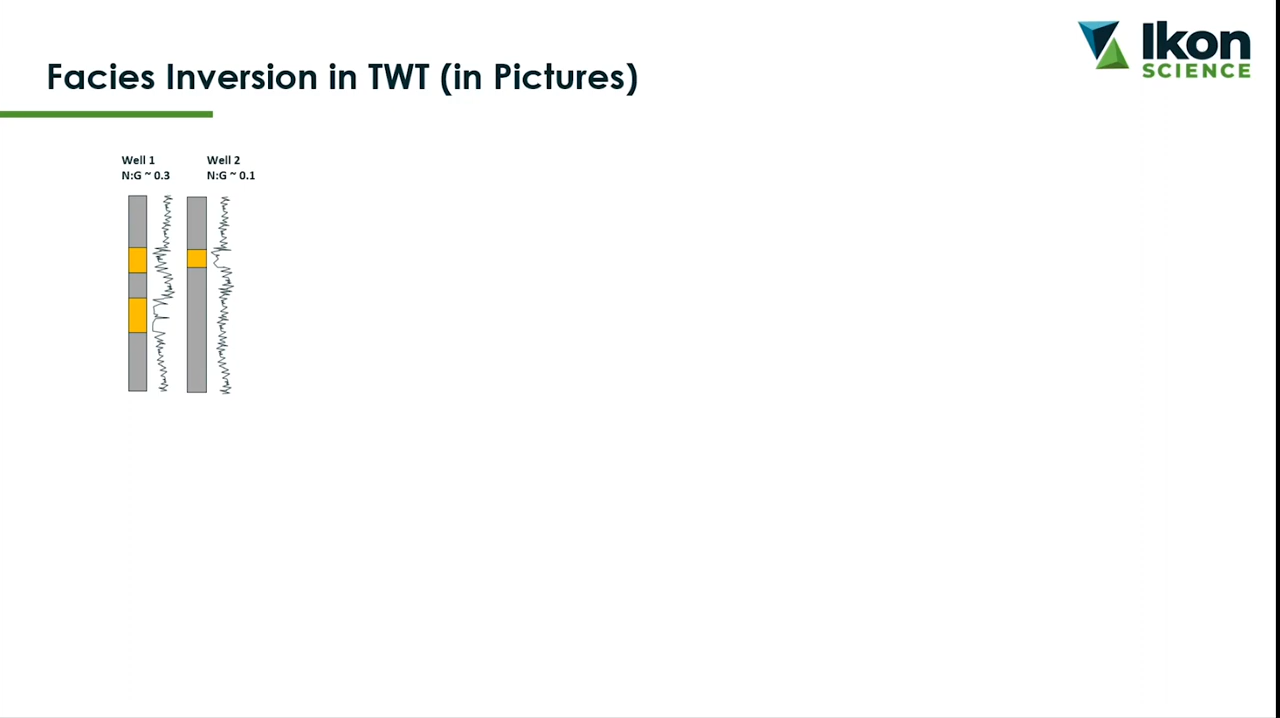 Ikon
SCIENCE
Facies Inversion in TWT (in Pictures)
Well 1
N:G ~ 0.3
Well 2
N:G ~ 0.1